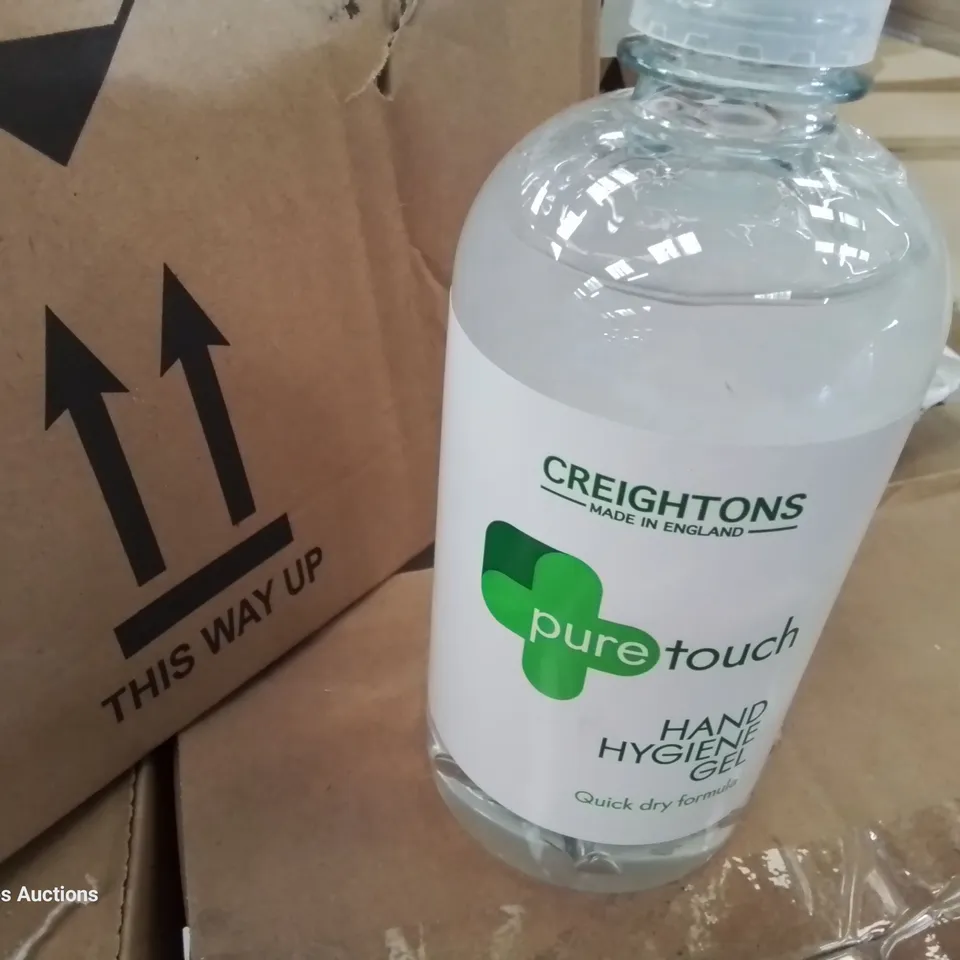 THIS WAY UP
CREIGHTONS
MADE IN ENGLAND
pure touch
HAND
HYGIENE
GEL
Quick dry formula
s Auctions